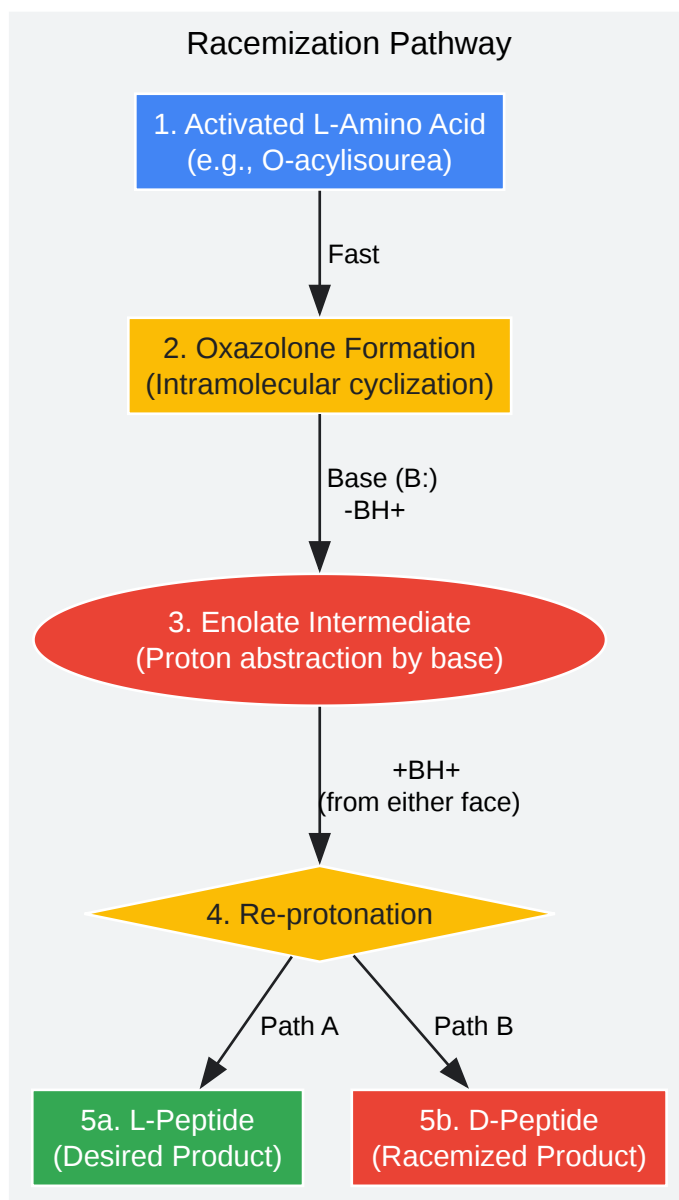 Racemization Pathway
1. Activated L-Amino Acid
(e.g., O-acylisourea)
Fast
2. Oxazolone Formation
(Intramolecular cyclization)
Base (B:)
-BH+
3. Enolate Intermediate
(Proton abstraction by base)
+BH+
(from either face)
4. Re-protonation
Path A
Path B
5a. L-Peptide
(Desired Product)
5b. D-Peptide
(Racemized Product)